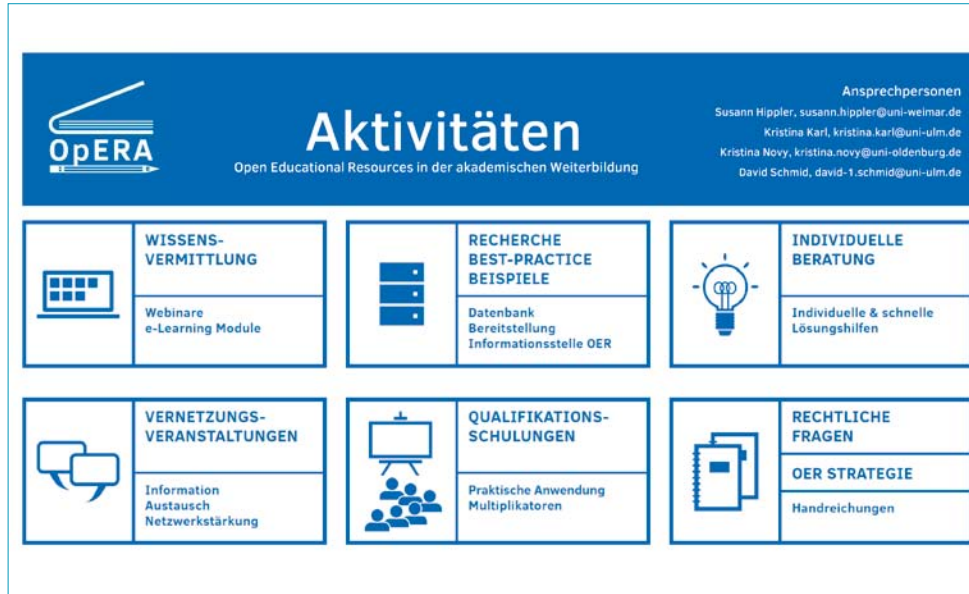 OpERA
Aktivitäten
Open Educational Resources in der akademischen Weiterbildung
Ansprechpersonen
Susann Hippler, susann.hippler@uni-weimar.de
Kristina Karl, kristina.karl@uni-ulm.de
Kristina Novy, kristina.novy@uni-oldenburg.de
David Schmid, david-1.schmid@uni-ulm.de
WISSENS-
VERMITTLUNG
Webinare
e-Learning Module
RECHERCHE
BEST-PRACTICE
BEISPIELE
Datenbank
Bereitstellung
Informationsstelle OER
INDIVIDUELLE
BERATUNG
Individuelle & schnelle
Lösungshilfen
VERNETZUNGS-
VERANSTALTUNGEN
Information
Austausch
Netzwerkstärkung
QUALIFIKATIONS-
SCHULUNGEN
Praktische Anwendung
Multiplikatoren
RECHTLICHE
FRAGEN
OER STRATEGIE
Handreichungen